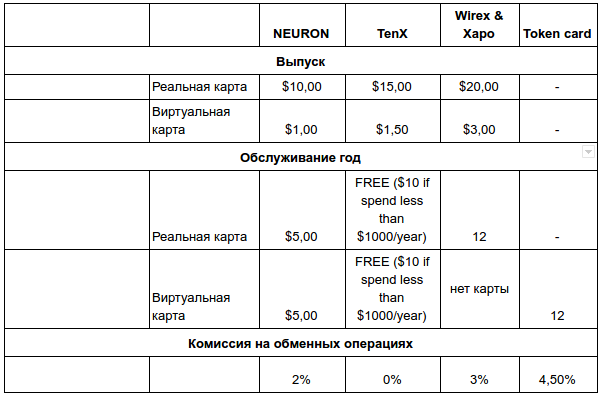 NEURON TenX Wirex & Xapo Token card
Выпуск
Реальная карта $10,00 $15,00 $20,00 -
Виртуальная карта $1,00 $1,50 $3,00 -
Обслуживание год
Реальная карта $5,00 FREE ($10 if spend less than $1000/year) 12 -
Виртуальная карта $5,00 FREE ($10 if spend less than $1000/year) нет карты 12
Комиссия на обменных операциях
2% 0% 3% 4,50%